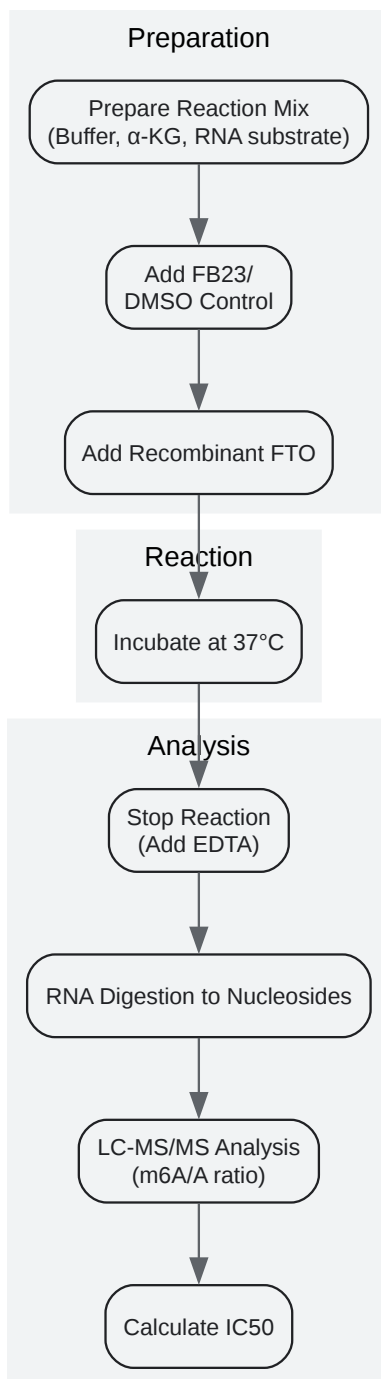 Preparation
Prepare Reaction Mix
(Buffer, α-KG, RNA substrate)
Add FB23/
DMSO Control
Add Recombinant FTO
Reaction
Incubate at 37°C
Analysis
Stop Reaction
(Add EDTA)
RNA Digestion to Nucleosides
LC-MS/MS Analysis
(m6A/A ratio)
Calculate IC50